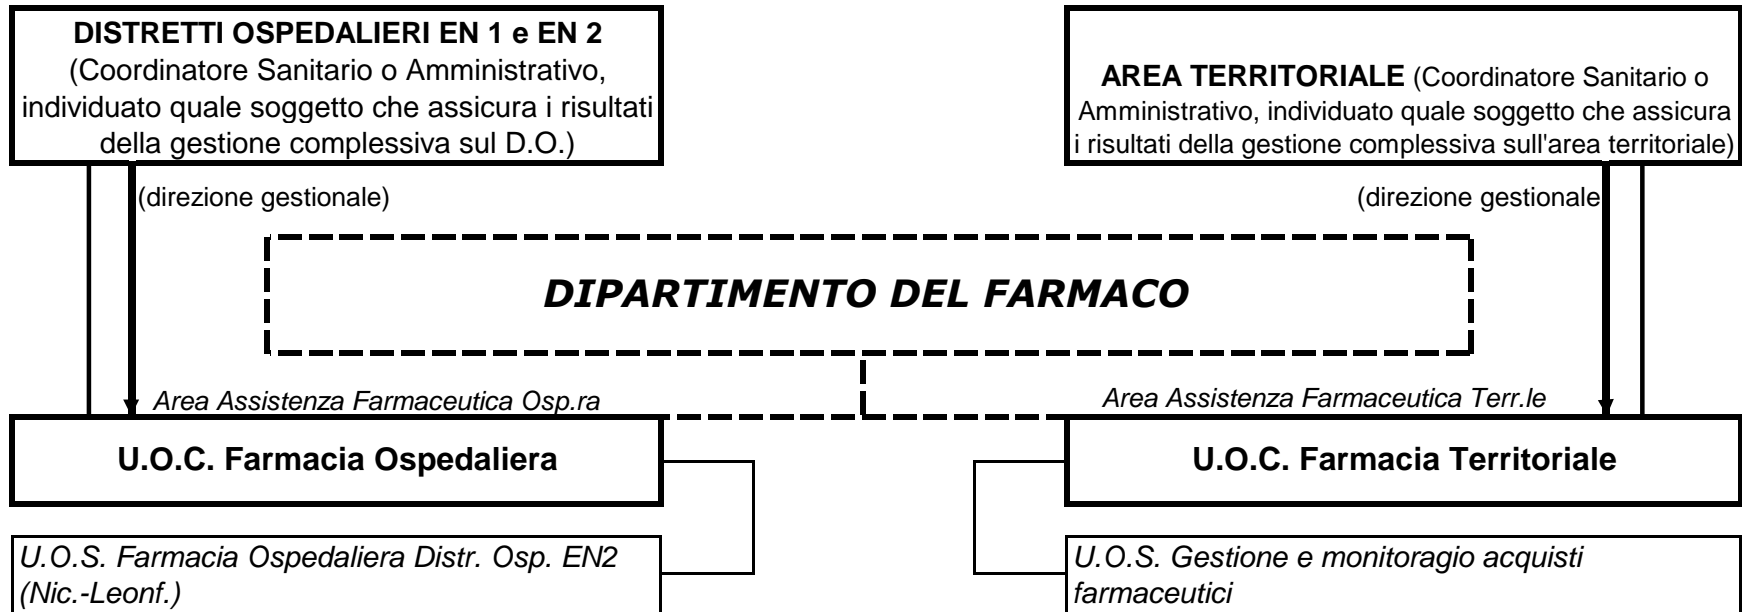 DISTRETTI OSPEDALIERI EN 1 e EN 2
(Coordinatore Sanitario o Amministrativo,
individuato quale soggetto che assicura i risultati
della gestione complessiva sul D.O.)
AREA TERRITORIALE (Coordinatore Sanitario o
Amministrativo, individuato quale soggetto che assicura
i risultati della gestione complessiva sull'area territoriale)
(direzione gestionale)
(direzione gestionale
DIPARTIMENTO DEL FARMACO
Area Assistenza Farmaceutica Osp.ra
Area Assistenza Farmaceutica Terr.le
U.O.C. Farmacia Ospedaliera
U.O.C. Farmacia Territoriale
U.O.S. Farmacia Ospedaliera Distr. Osp. EN2
(Nic.-Leonf.)
U.O.S. Gestione e monitoragio acquisti
farmaceutici